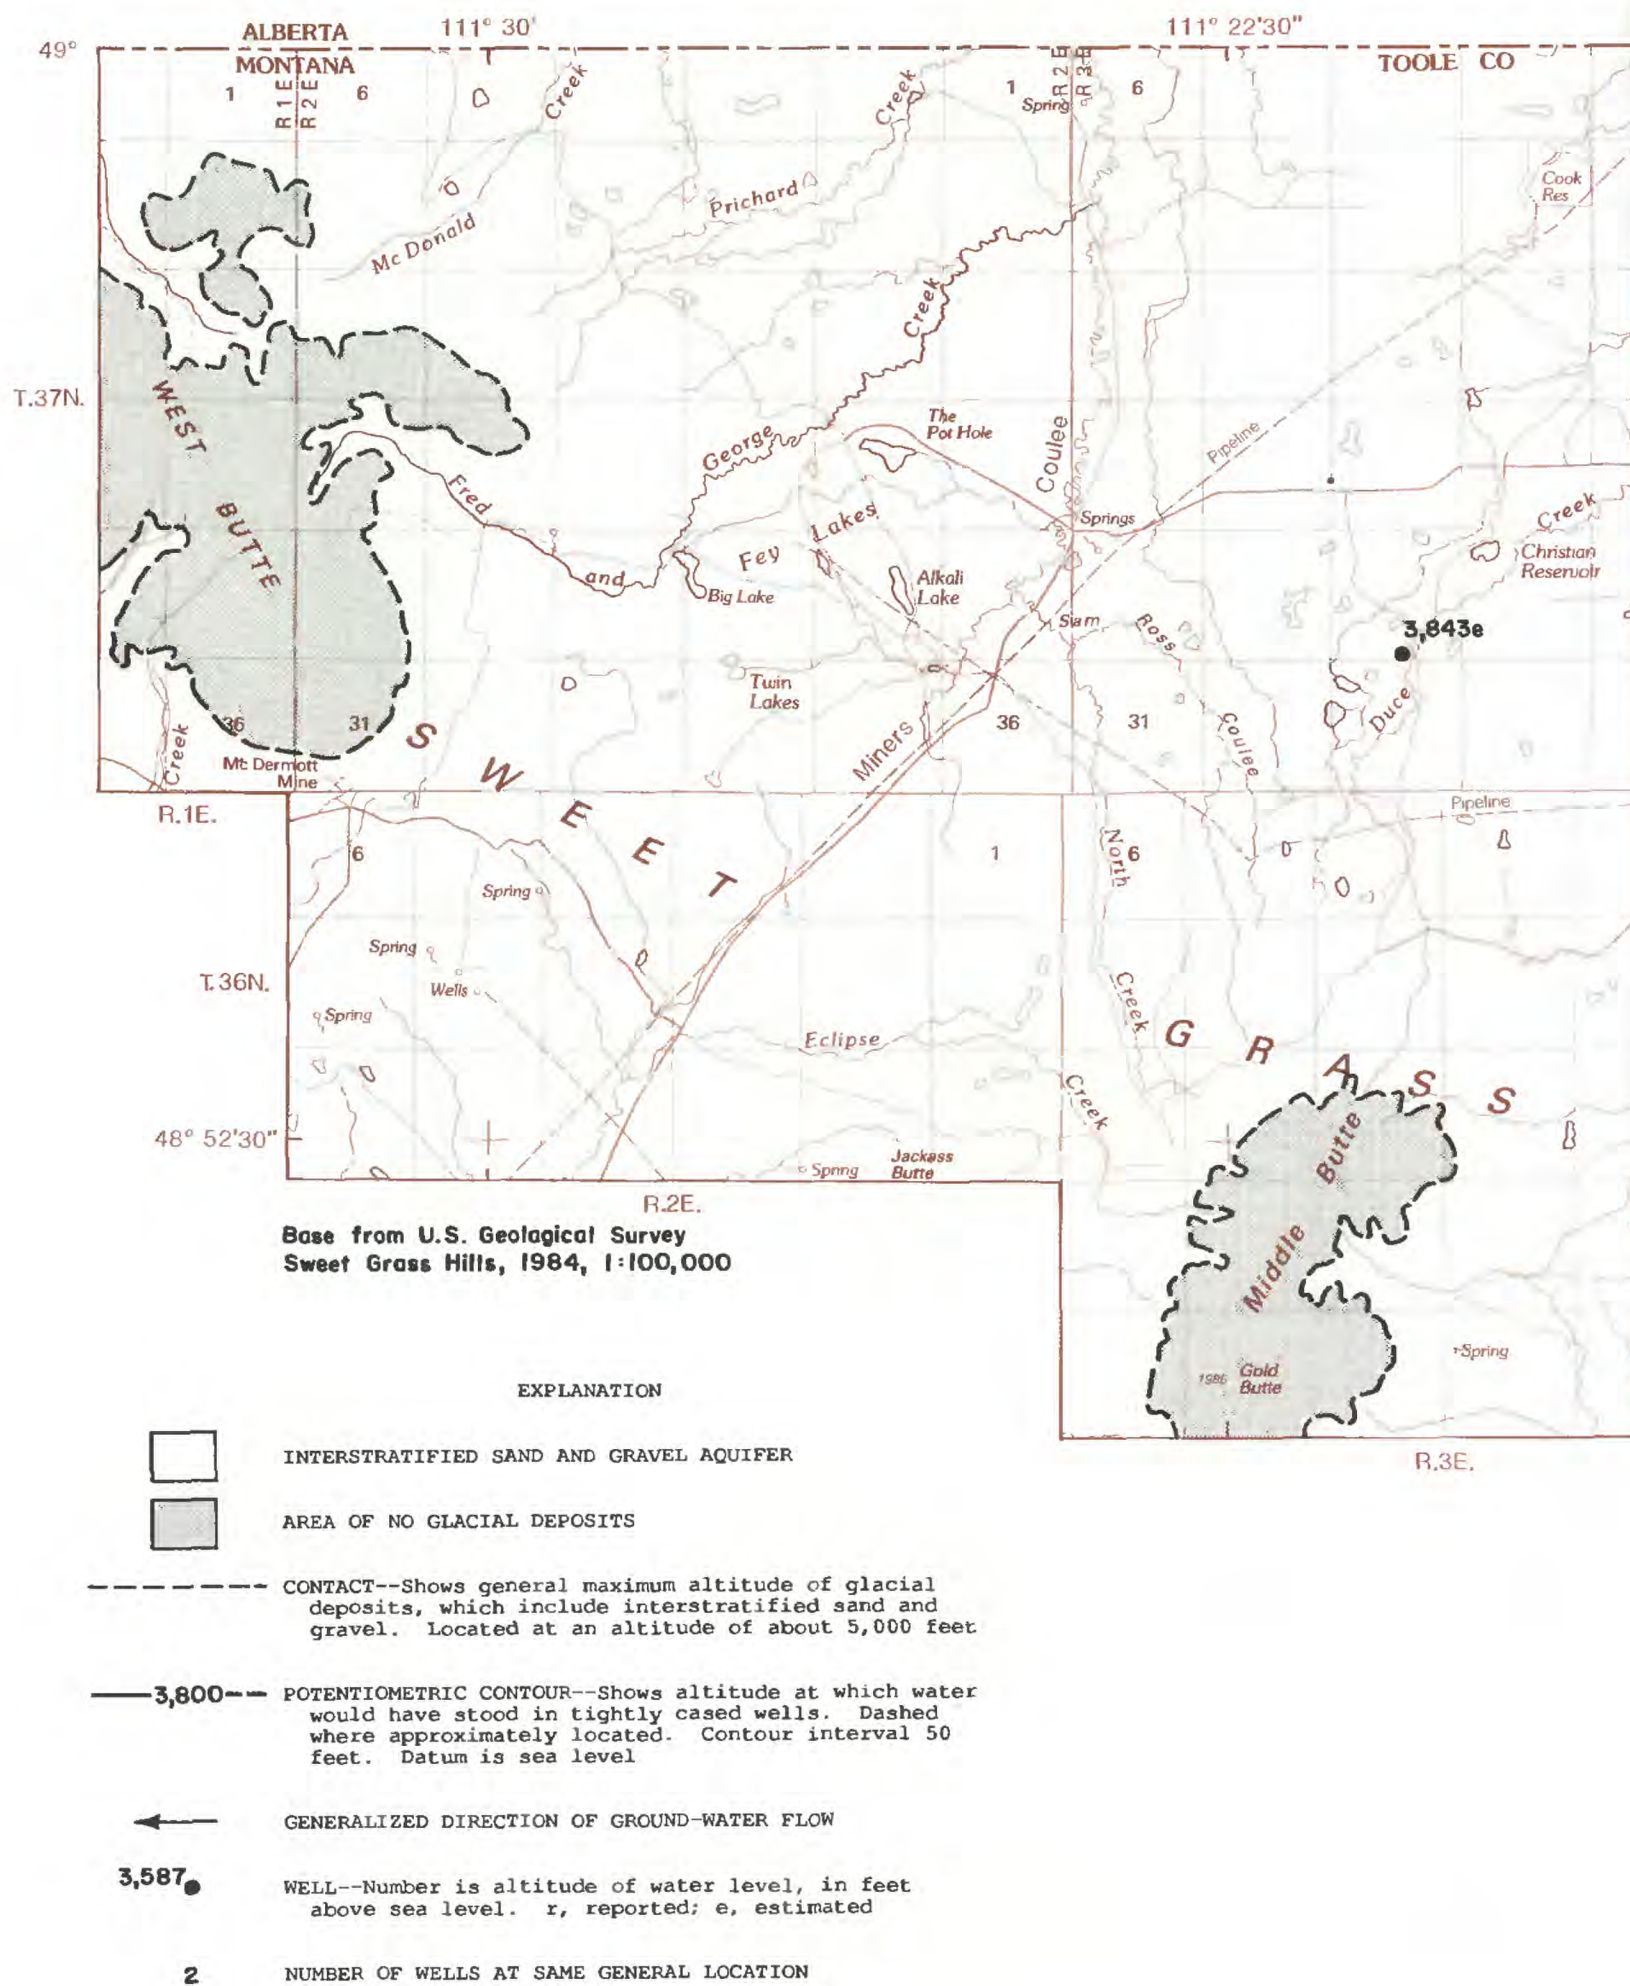 ALBERTA
111° 30'
111° 22'30"
49°
MONTANA
TOOLE CO
1
R 1 E
R 2 E
6
Creek
Creek
1
R 2 E
R 3 E
6
Spring
Cook
Res
Prichard
Mc Donald
Creek
T.37N.
WEST
BUTTE
The
Pot Hole
George
Coulee
Pipeline
Fred
Lakes
Springs
Creek
Fey
and
Big Lake
Alkali
Lake
Christian
Reservoir
Ross
3,843e
Twin
Lakes
Duce
36
31
S W E E T
Miners
36
31
Coulee
Creek
Mt. Dermott
Mine
R.1E.
Pipeline
6
1
North
6
Spring
Spring
Wells
T.36N.
Spring
Creek
Eclipse
G R A S S
Creek
48° 52'30"
Spring
Jackass
Butte
Middle Butte
R.2E.
Base from U.S. Geological Survey
Sweet Grass Hills, 1984, 1:100,000
Spring
1986
Gold
Butte
R.3E.
EXPLANATION
INTERSTRATIFIED SAND AND GRAVEL AQUIFER
AREA OF NO GLACIAL DEPOSITS
CONTACT--Shows general maximum altitude of glacial
deposits, which include interstratified sand and
gravel. Located at an altitude of about 5,000 feet
3,800 POTENTIOMETRIC CONTOUR--Shows altitude at which water
would have stood in tightly cased wells. Dashed
where approximately located. Contour interval 50
feet. Datum is sea level
GENERALIZED DIRECTION OF GROUND-WATER FLOW
3,587 WELL--Number is altitude of water level, in feet
above sea level. r, reported; e, estimated
2 NUMBER OF WELLS AT SAME GENERAL LOCATION